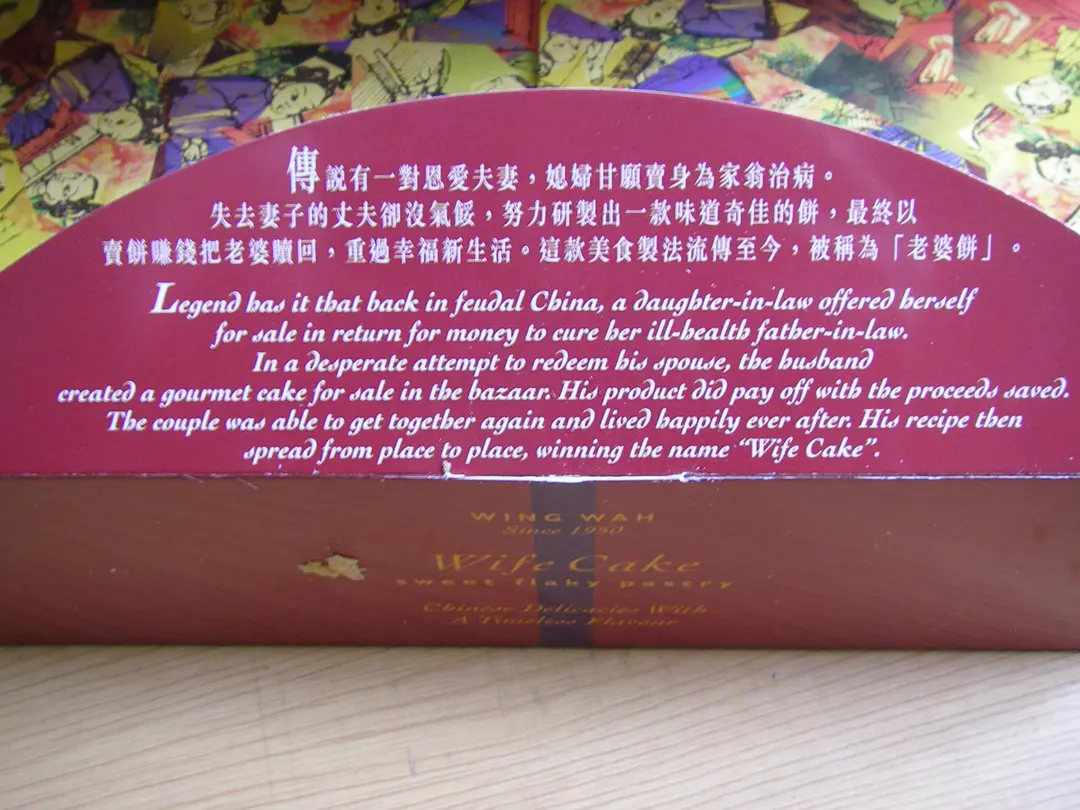 傳說有一對恩愛夫妻，媳婦甘願賣身為家翁治病。
失去妻子的丈夫卻沒氣餒，努力研製出一款味道奇佳的餅，最終以
賣餅賺錢把老婆贖回，重過幸福新生活。這款美食製法流傳至今，被稱為「老婆餅」。
Legend has it that back in feudal China, a daughter-in-law offered herself
for sale in return for money to cure her ill-health father-in-law.
In a desperate attempt to redeem his spouse, the husband
created a gourmet cake for sale in the bazaar. His product did pay off with the proceeds saved.
The couple was able to get together again and lived happily ever after. His recipe then
spread from place to place, winning the name “Wife Cake”.
WING WAH
Since 1950
Wife Cake
sweet flaky pastry
Chinese Delicacies With
A Timeless Flavour